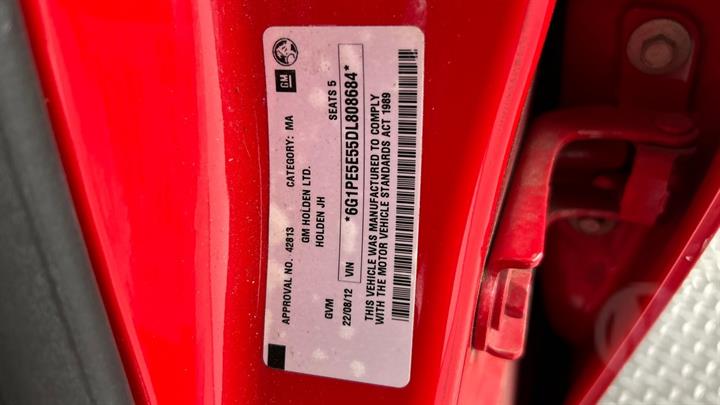 GM
APPROVAL NO. 42813 CATEGORY: MA
GM HOLDEN LTD.
HOLDEN JH
GVM SEATS 5
22/08/12 VIN *6G1PE5E55DL808684*
THIS VEHICLE WAS MANUFACTURED TO COMPLY
WITH THE MOTOR VEHICLE STANDARDS ACT 1989